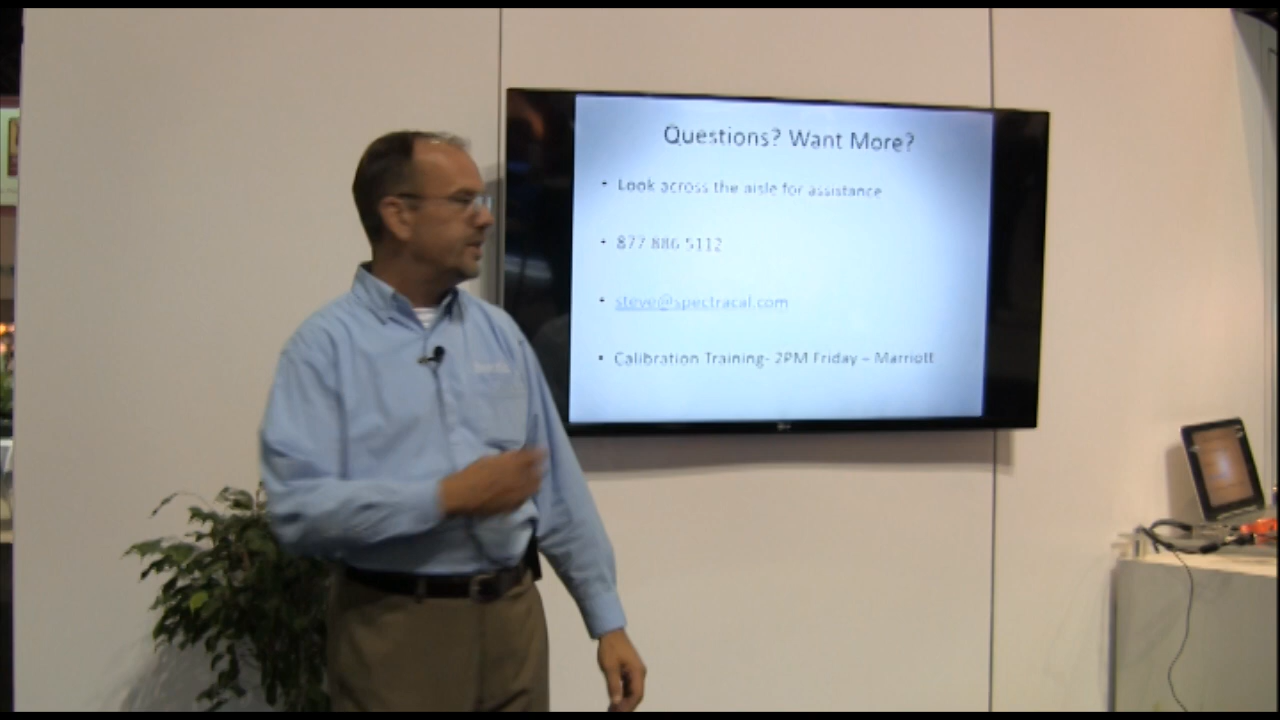 Questions? Want More?
• Look across the aisle for assistance
• 877 886 5112
• steve@spectracal.com
• Calibration Training- 2PM Friday – Marriott